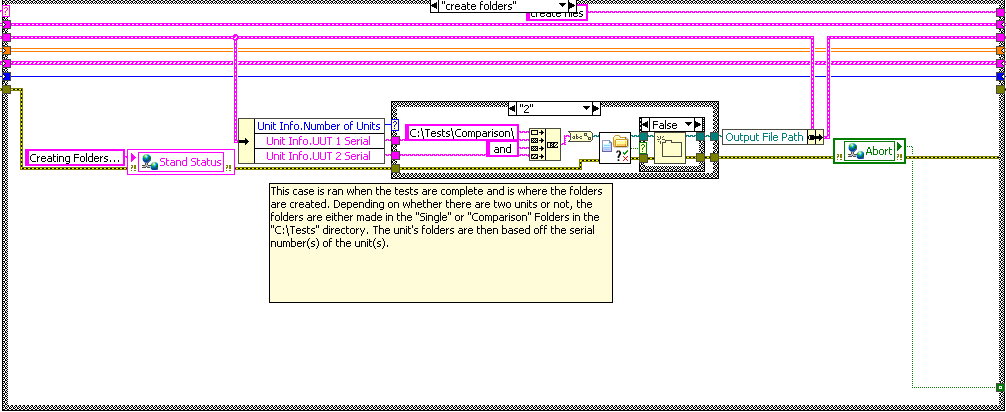 "create folders"
create files
"2"
Unit Info.Number of Units
C:\Tests\Comparison\
False
Unit Info.UUT 1 Serial
abc
Output File Path
and
Abort
Creating Folders...
Stand Status
Unit Info.UUT 2 Serial
This case is ran when the tests are complete and is where the folders
are created. Depending on whether there are two units or not, the
folders are either made in the "Single" or "Comparison" Folders in the
"C:\Tests" directory. The unit's folders are then based off the serial
number(s) of the unit(s).